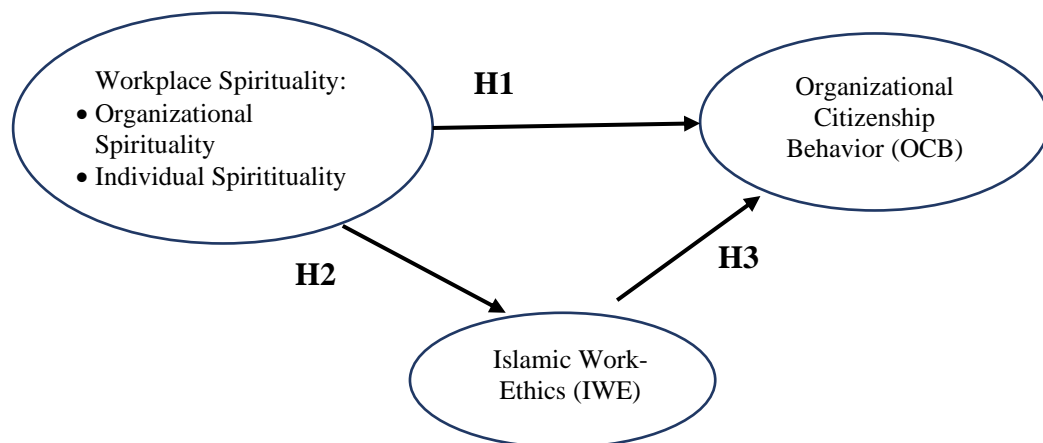 Workplace Spirituality:
• Organizational
Spirituality
• Individual Spiritituality
H1
Organizational
Citizenship
Behavior (OCB)
H2
H3
Islamic Work-
Ethics (IWE)